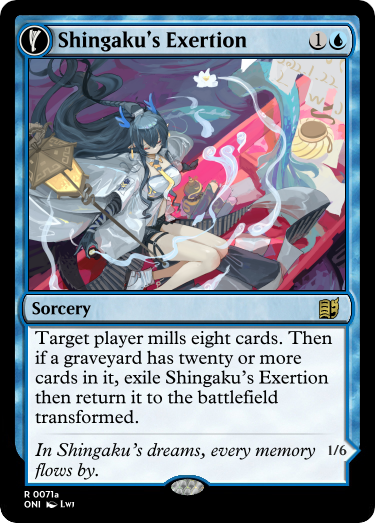 Shingaku's Exertion 1
Sorcery
Target player mills eight cards. Then
if a graveyard has twenty or more
cards in it, exile Shingaku's Exertion
then return it to the battlefield
transformed.
In Shingaku's dreams, every memory
flows by.
1/6
R 0071a
ONI